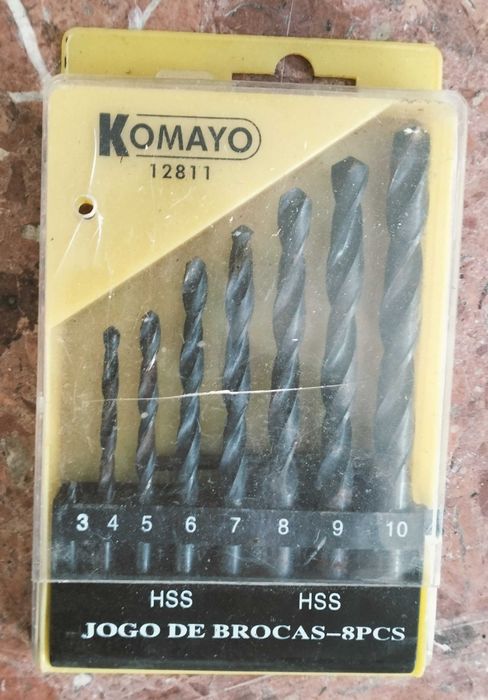 KOMAYO
12811
3 4 5 6 7 8 9 10
HSS HSS
JOGO DE BROCAS-8PCS